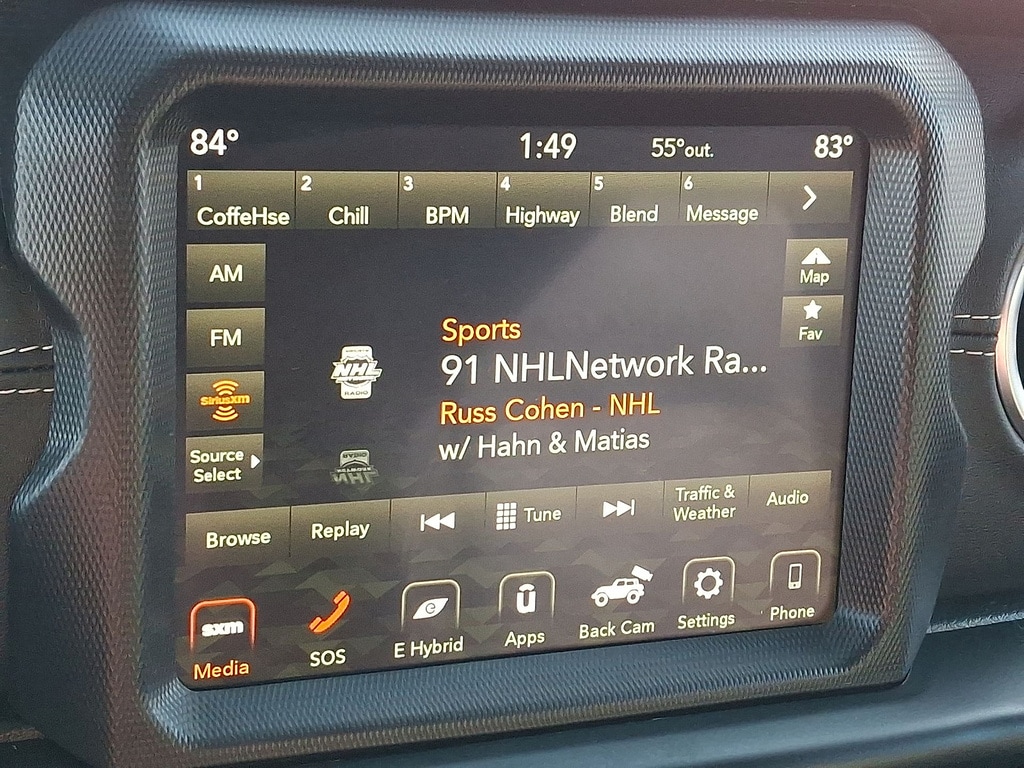 84° 1:49 55°out. 83°
1 2 3 4 5 6
CoffeHse Chill BPM Highway Blend Message
AM
Map
FM
Fav
siriusxm
Source
Select
NHL
RADIO
Sports
91 NHLNetwork Ra...
Russ Cohen - NHL
w/ Hahn & Matias
Browse Replay Tune Traffic &
Weather Audio
sxm
Media SOS E Hybrid Apps Back Cam Settings Phone